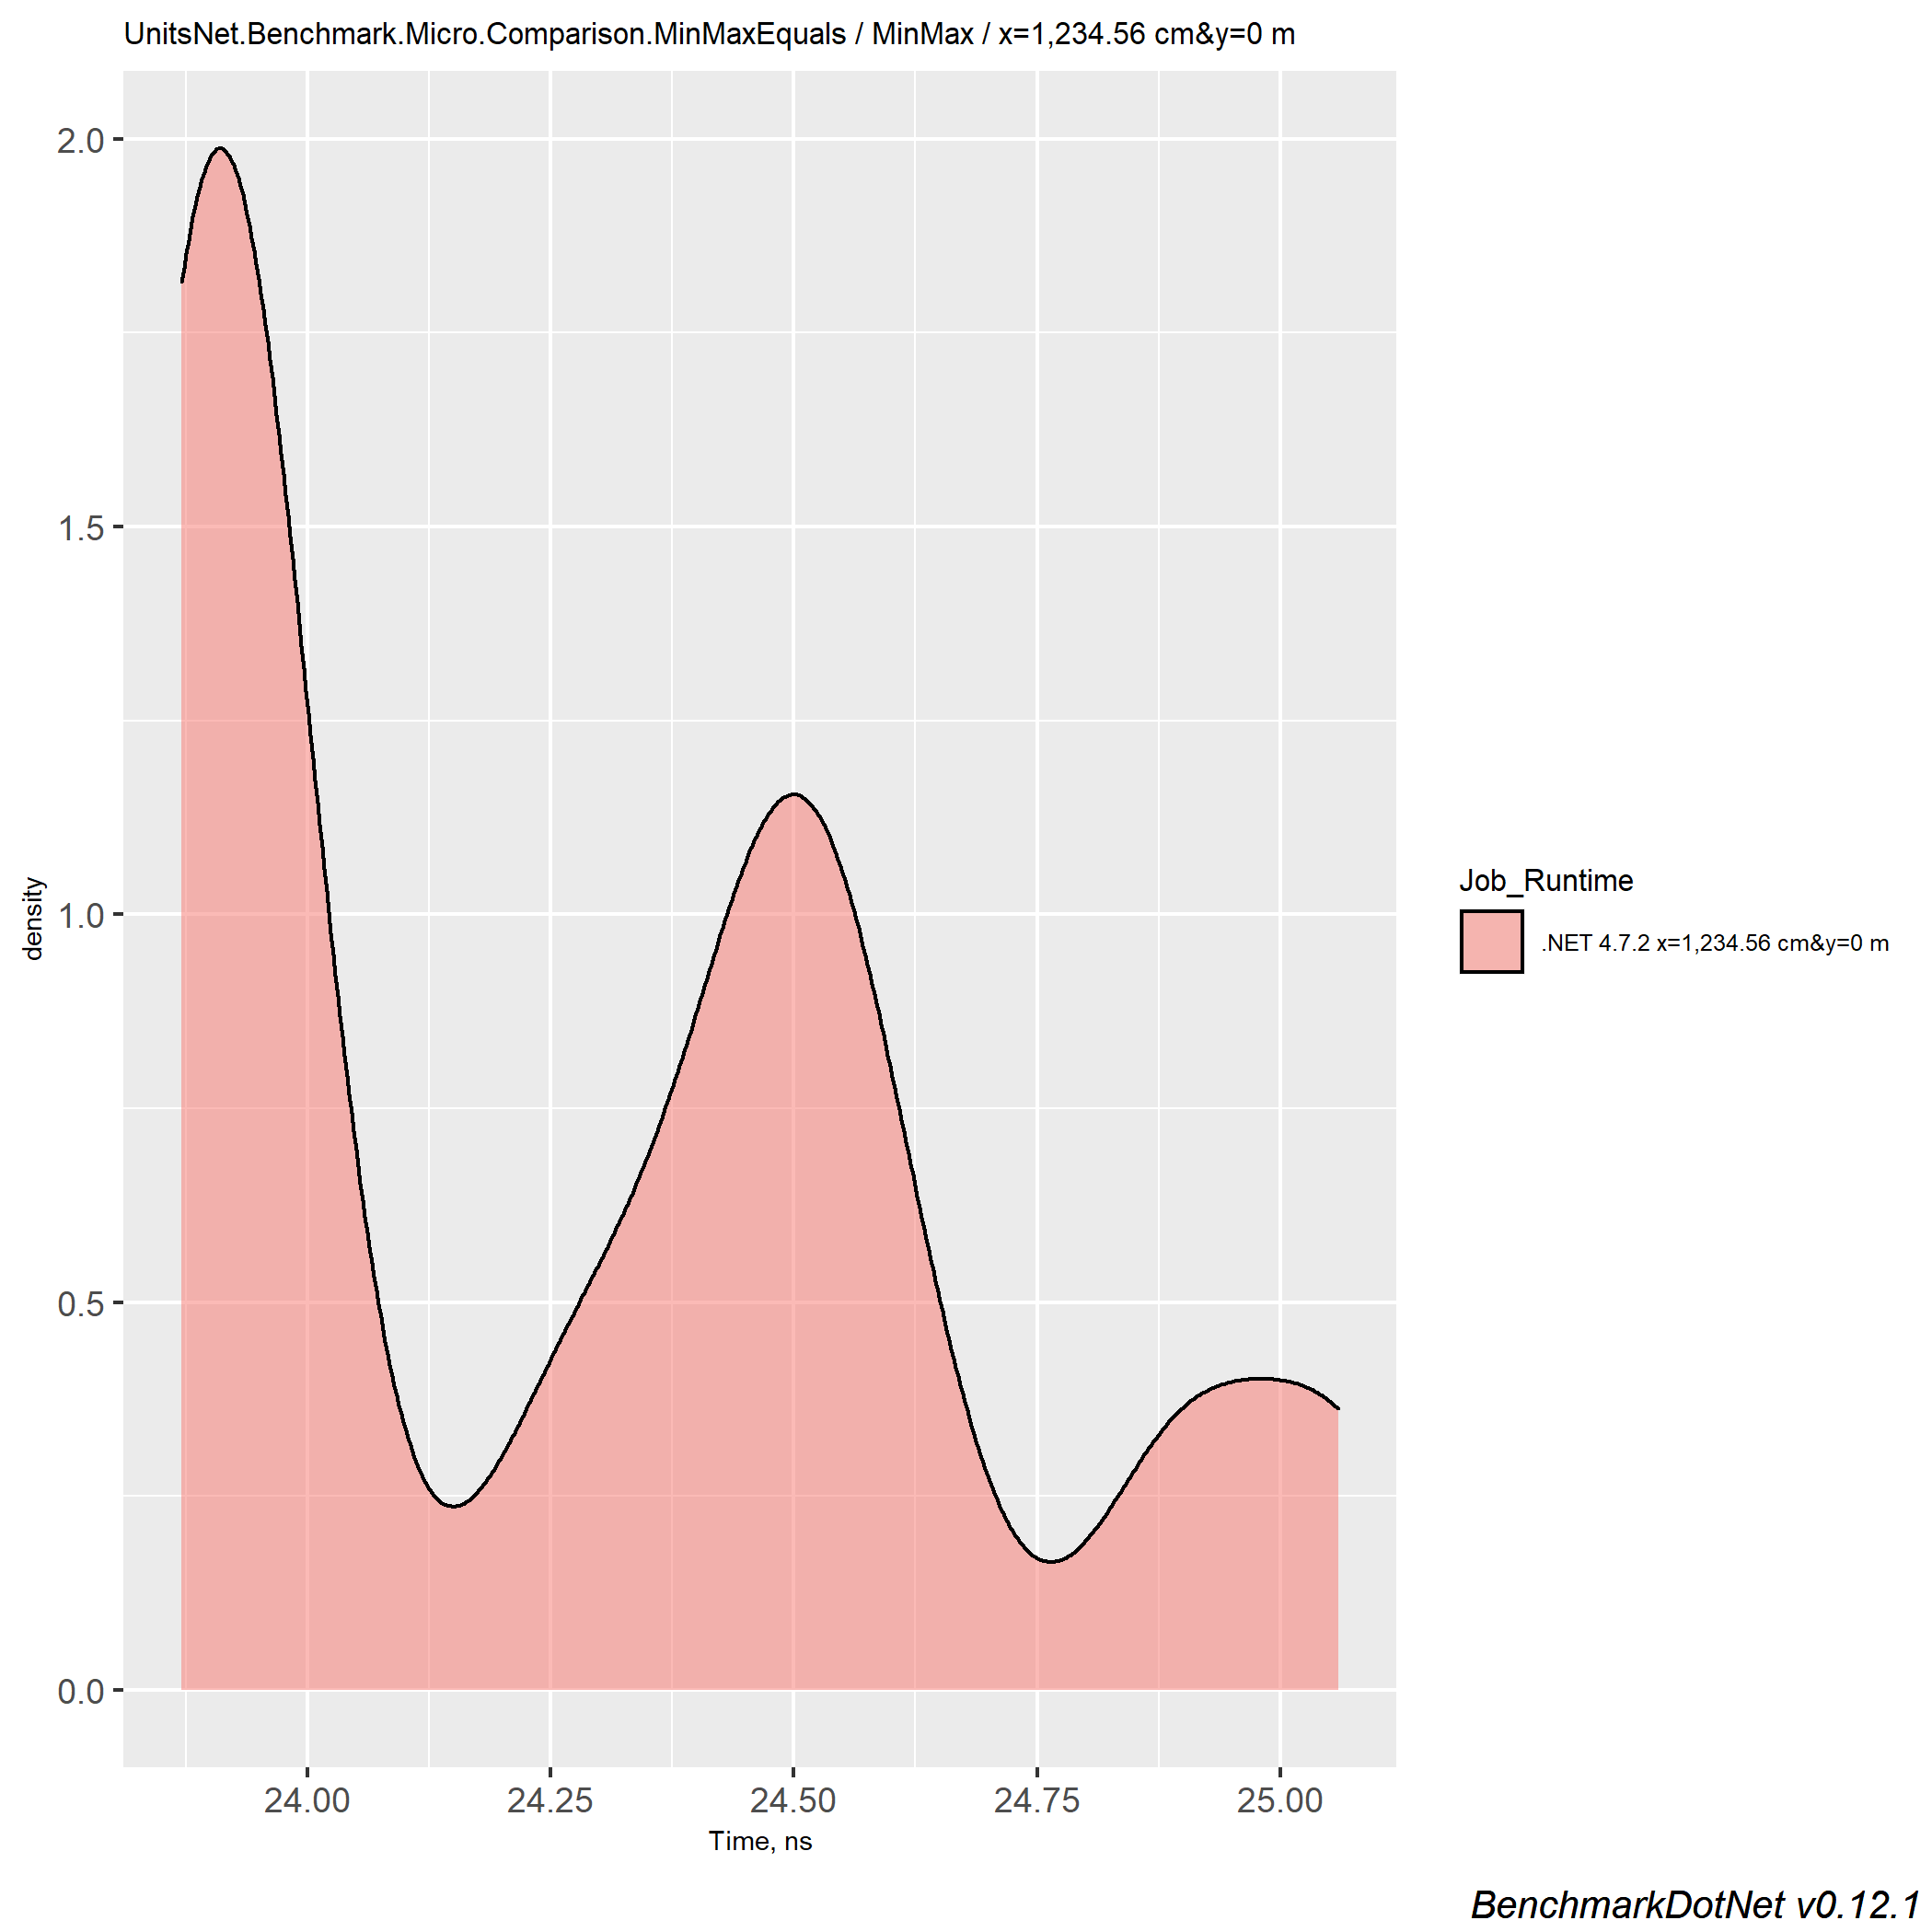 UnitsNet.Benchmark.Micro.Comparison.MinMaxEquals / MinMax / x=1,234.56 cm&y=0 m
2.0
1.5
1.0
0.5
0.0
density
24.00 24.25 24.50 24.75 25.00
Time, ns
Job_Runtime
.NET 4.7.2 x=1,234.56 cm&y=0 m
BenchmarkDotNet v0.12.1